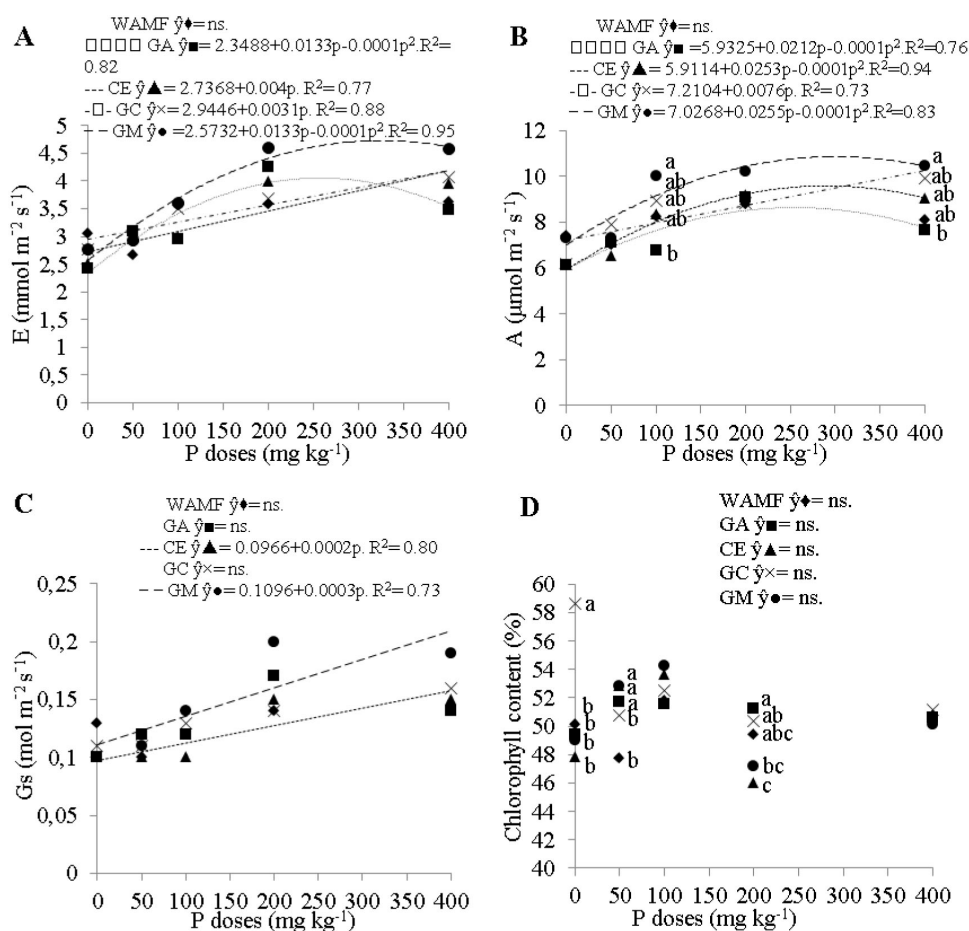 A
WAMF ŷ♦= ns.
□□□□ GA ŷ■= 2.3488+0.0133p-0.0001p².R²=
0.82
---- CE ŷ▲= 2.7368+0.004p. R²= 0.77
-□- GC ŷ×= 2.9446+0.0031p. R²= 0.88
— — GM ŷ●=2.5732+0.0133p-0.0001p².R²= 0.95
5
4,5
4
3,5
3
2,5
2
1,5
1
0,5
0
E (mmol m⁻² s⁻¹)
0 50 100 150 200 250 300 350 400
P doses (mg kg⁻¹)
B
WAMF ŷ♦= ns.
□□□□ GA ŷ■=5.9325+0.0212p-0.0001p².R²=0.76
---- CE ŷ▲= 5.9114+0.0253p-0.0001p².R²=0.94
-□- GC ŷ×=7.2104+0.0076p. R²= 0.73
— — GM ŷ●= 7.0268+0.0255p-0.0001p².R²= 0.83
12
10
8
6
4
2
0
A (µmol m⁻² s⁻¹)
a
ab
ab
b
a
ab
ab
ab
b
0 50 100 150 200 250 300 350 400
P doses (mg kg⁻¹)
C
WAMF ŷ♦= ns.
GA ŷ■= ns.
---- CE ŷ▲= 0.0966+0.0002p. R²= 0.80
GC ŷ×=ns.
— — GM ŷ●=0.1096+0.0003p. R²= 0.73
0,25
0,2
0,15
0,1
0,05
0
Gs (mol m⁻² s⁻¹)
0 100 200 300 400
P doses (mg kg⁻¹)
D
WAMF ŷ♦= ns.
GA ŷ■= ns.
CE ŷ▲= ns.
GC ŷ×= ns.
GM ŷ●= ns.
60
58
56
54
52
50
48
46
44
42
40
Chlorophyll content (%)
a
b
b
b
b
a
a
a
b
b
a
ab
abc
bc
c
0 50 100 150 200 250 300 350 400
P doses (mg kg⁻¹)